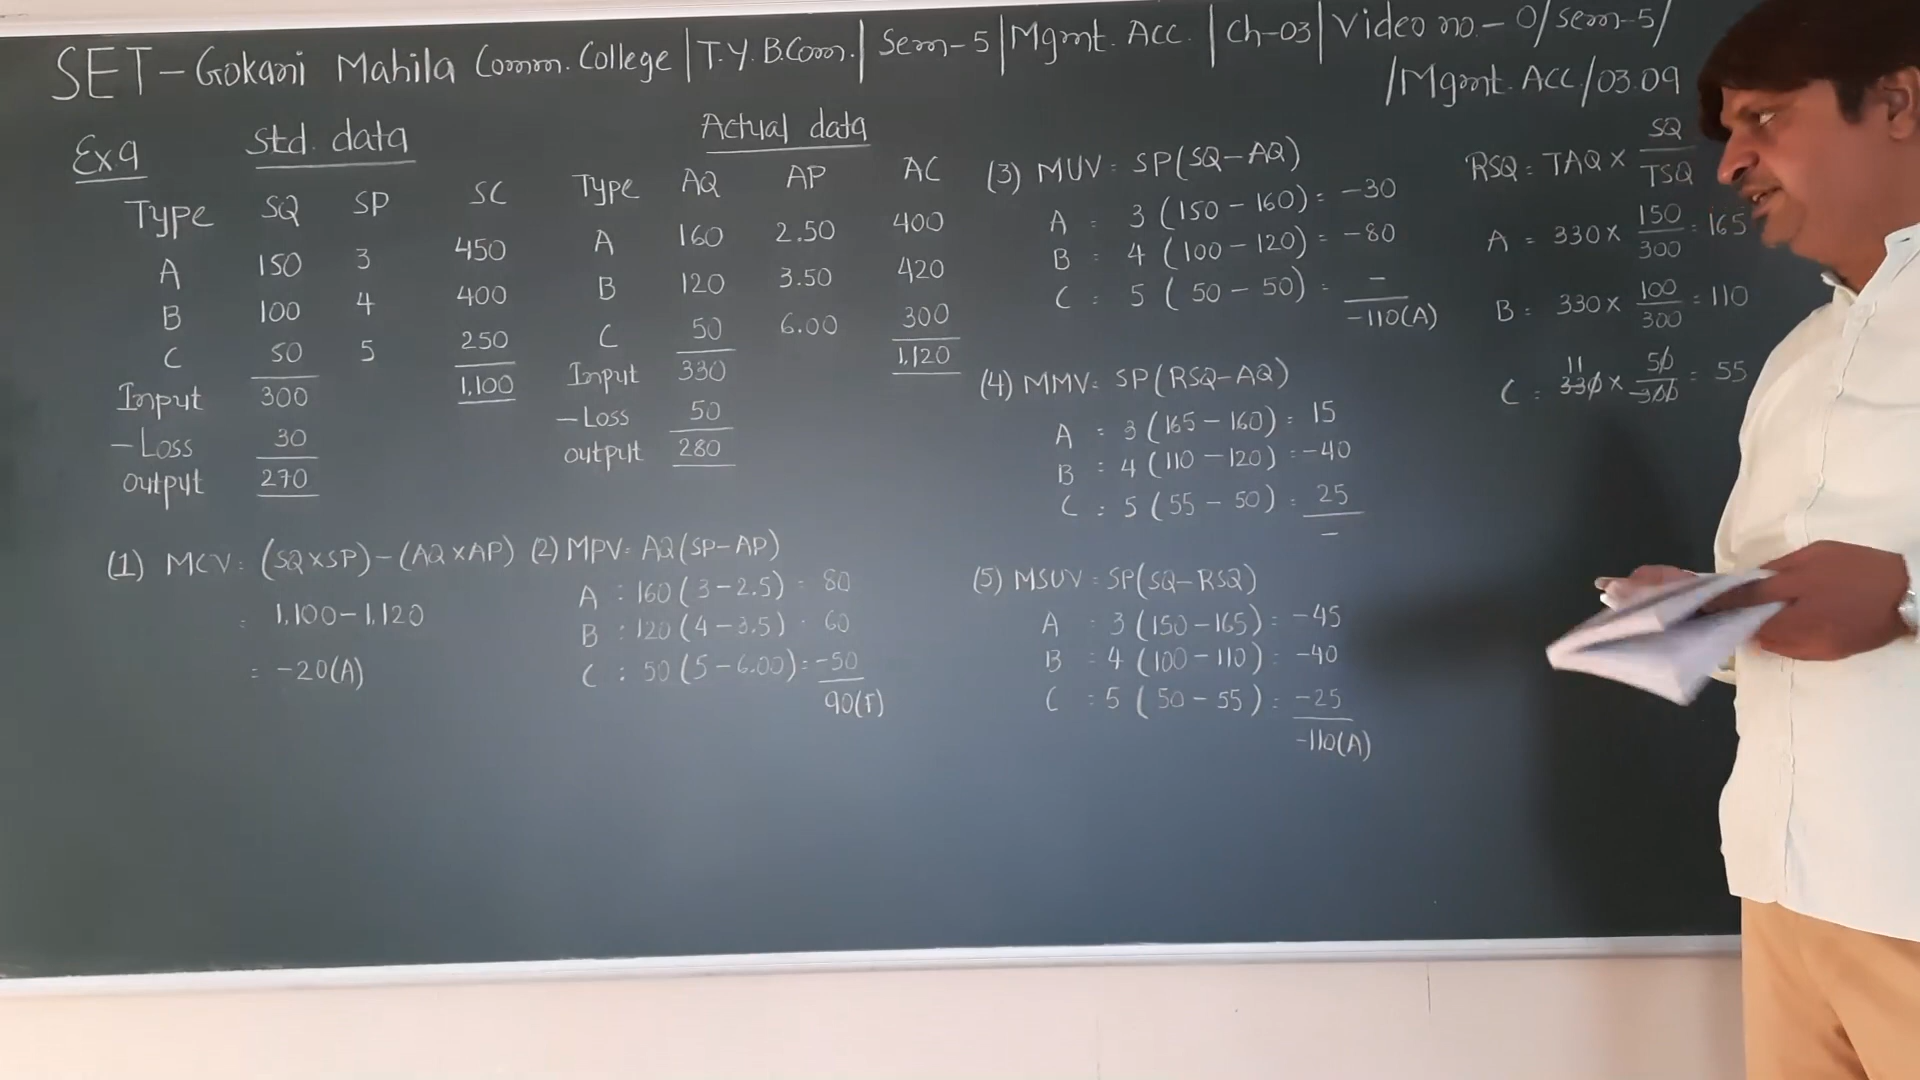 SET - Gokani Mahila Comm. College | T.Y. B.Com. | Sem-5 | Mgmt. Acc. | Ch-03 | Video no. - 0/sem-5/
/Mgmt. Acc/03.09
Ex.9
Std. data
Type SQ SP SC
A 150 3 450
B 100 4 400
C 50 5 250
Input 300 1,100
-Loss 30
output 270
Actual data
Type AQ AP AC
A 160 2.50 400
B 120 3.50 420
C 50 6.00 300
Input 330 1,120
-Loss 50
output 280
(1) MCV = (SQ×SP) - (AQ×AP)
= 1,100 - 1,120
= -20(A)
(2) MPV = AQ(SP-AP)
A : 160(3-2.5) = 80
B : 120(4-3.5) = 60
C : 50(5-6.00) = -50
90(F)
(3) MUV = SP(SQ-AQ)
A = 3(150-160) = -30
B = 4(100-120) = -80
C = 5(50-50) = -
-110(A)
(4) MMV = SP(RSQ-AQ)
A = 3(165-160) = 15
B = 4(110-120) = -40
C = 5(55-50) = 25
-
(5) MSUV = SP(SQ-RSQ)
A = 3(150-165) = -45
B = 4(100-110) = -40
C = 5(50-55) = -25
-110(A)
RSQ = TAQ × SQ/TSQ
A = 330 × 150/300 = 165
B = 330 × 100/300 = 110
11
C = 330 × 50/300 = 55